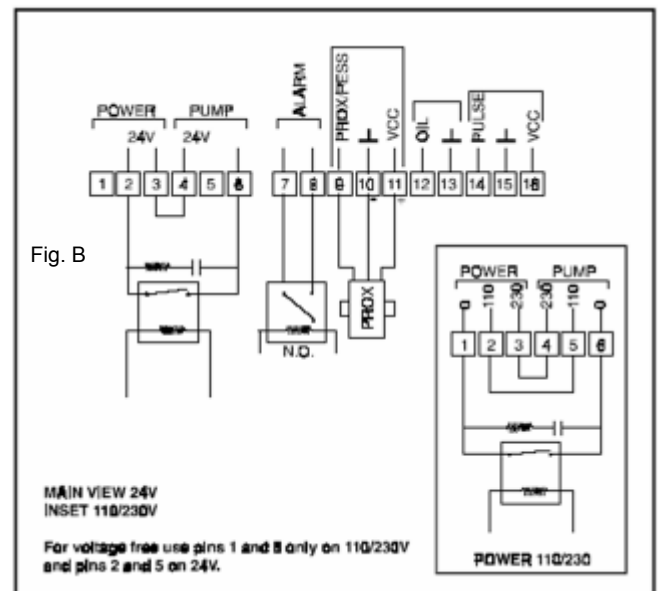 POWER PUMP ALARM PROX/PESS VCC OIL PULSE VCC
24V 24V
1 2 3 4 5 6 7 8 9 10 11 12 13 14 15 16
- +
Fig. B
PROX
N.O.
POWER PUMP
0 110 230 230 110 0
1 2 3 4 5 6
POWER 110/230
MAIN VIEW 24V
INSET 110/230V
For voltage free use pins 1 and 6 only on 110/230V
and pins 2 and 5 on 24V.